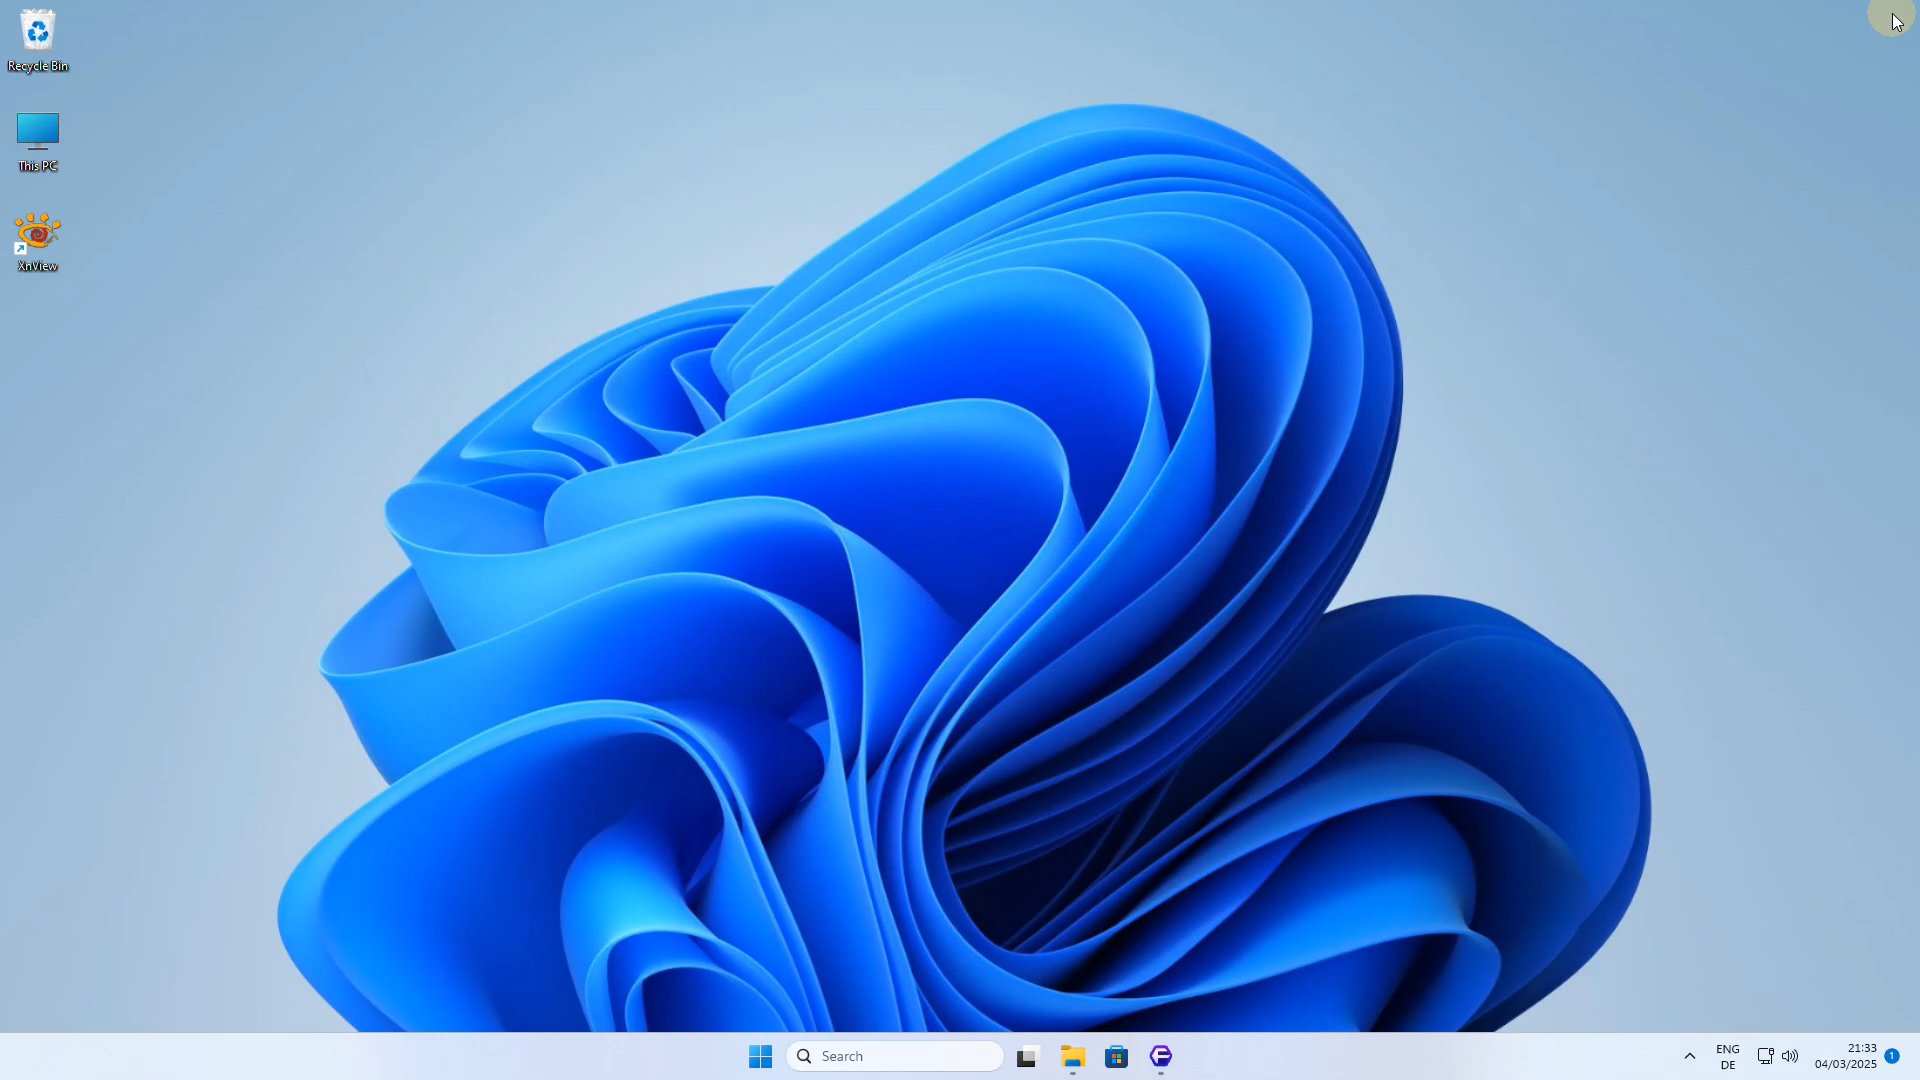 Recycle Bin
This PC
XnView
Search
ENG
DE
21:33
04/03/2025
1